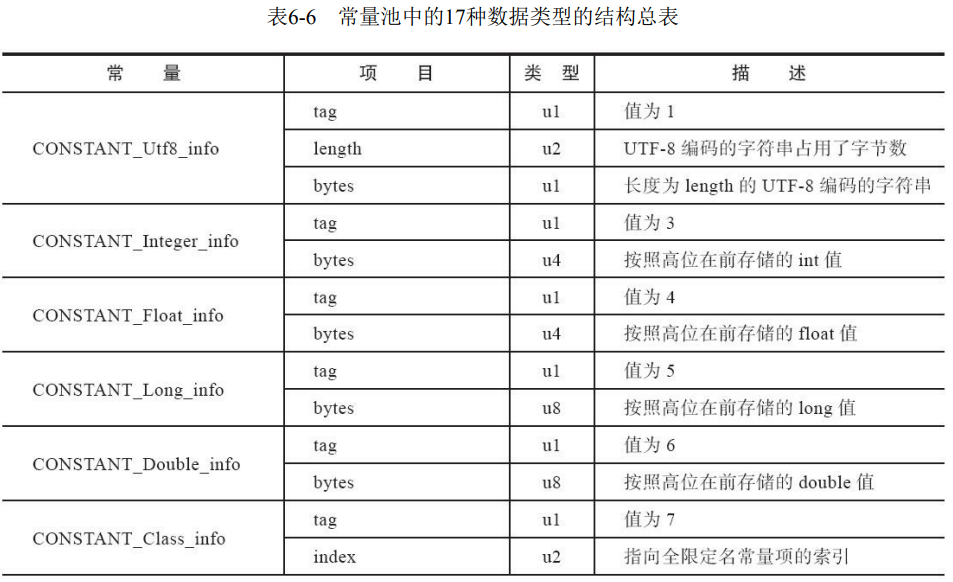 表6-6 常量池中的17种数据类型的结构总表
常 量 项 目 类 型 描 述
CONSTANT_Utf8_info tag u1 值为 1
length u2 UTF-8 编码的字符串占用了字节数
bytes u1 长度为 length 的 UTF-8 编码的字符串
CONSTANT_Integer_info tag u1 值为 3
bytes u4 按照高位在前存储的 int 值
CONSTANT_Float_info tag u1 值为 4
bytes u4 按照高位在前存储的 float 值
CONSTANT_Long_info tag u1 值为 5
bytes u8 按照高位在前存储的 long 值
CONSTANT_Double_info tag u1 值为 6
bytes u8 按照高位在前存储的 double 值
CONSTANT_Class_info tag u1 值为 7
index u2 指向全限定名常量项的索引